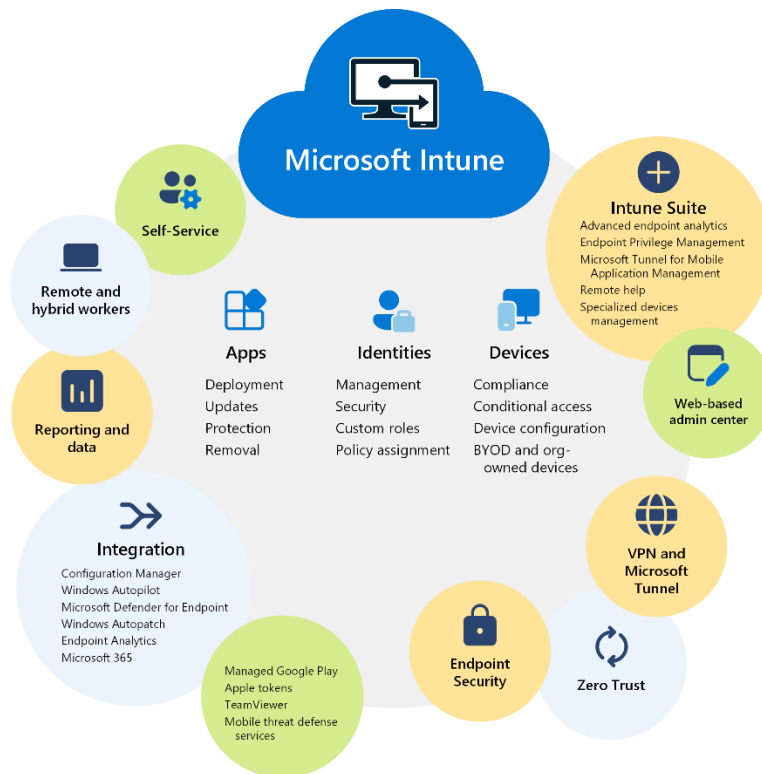 Microsoft Intune
Self-Service
Remote and
hybrid workers
Reporting and
data
Intune Suite
Advanced endpoint analytics
Endpoint Privilege Management
Microsoft Tunnel for Mobile
Application Management
Remote help
Specialized devices
management
Web-based
admin center
Apps
Deployment
Updates
Protection
Removal
Identities
Management
Security
Custom roles
Policy assignment
Devices
Compliance
Conditional access
Device configuration
BYOD and org-
owned devices
Integration
Configuration Manager
Windows Autopilot
Microsoft Defender for Endpoint
Windows Autopatch
Endpoint Analytics
Microsoft 365
Managed Google Play
Apple tokens
TeamViewer
Mobile threat defense
services
Endpoint
Security
Zero Trust
VPN and
Microsoft
Tunnel